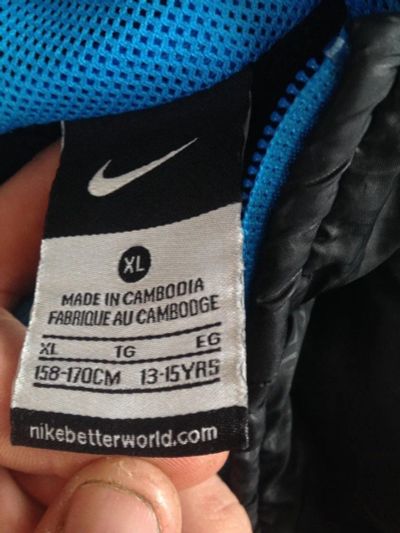 XL
MADE IN CAMBODIA
FABRIQUE AU CAMBODGE
XL TG EG
158-170CM 13-15YRS
nikebetterworld.com